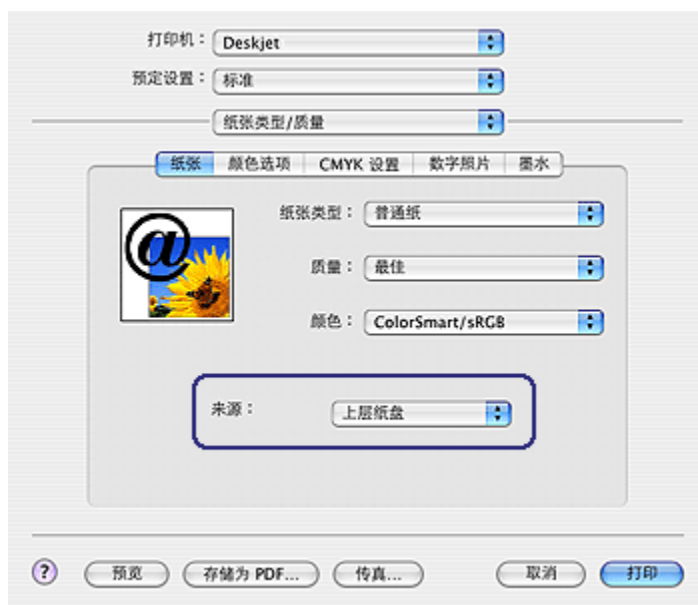 打印机： Deskjet
预定设置： 标准
纸张类型/质量
纸张 颜色选项 CMYK 设置 数字照片 墨水
@
纸张类型： 普通纸
质量： 最佳
颜色： ColorSmart/sRGB
来源： 上层纸盘
? 预览 存储为 PDF... 传真... 取消 打印